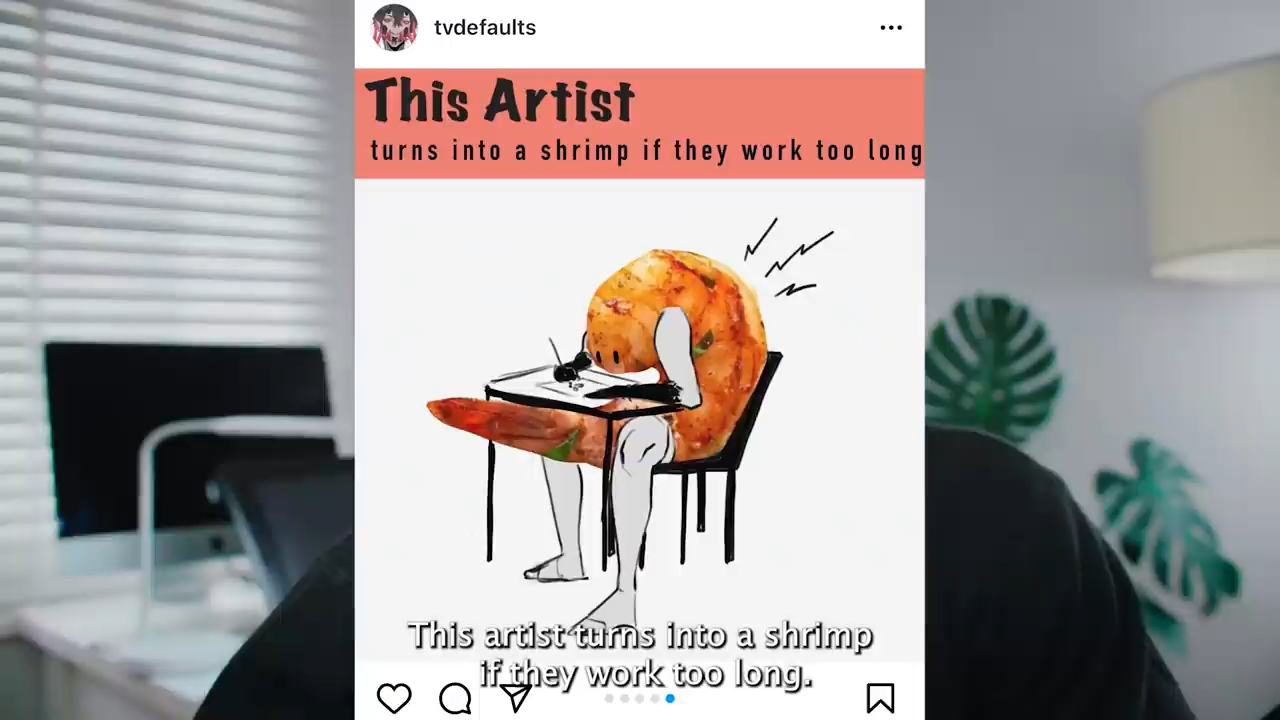 tvdefaults
This Artist
turns into a shrimp if they work too long
This artist turns into a shrimp
if they work too long.